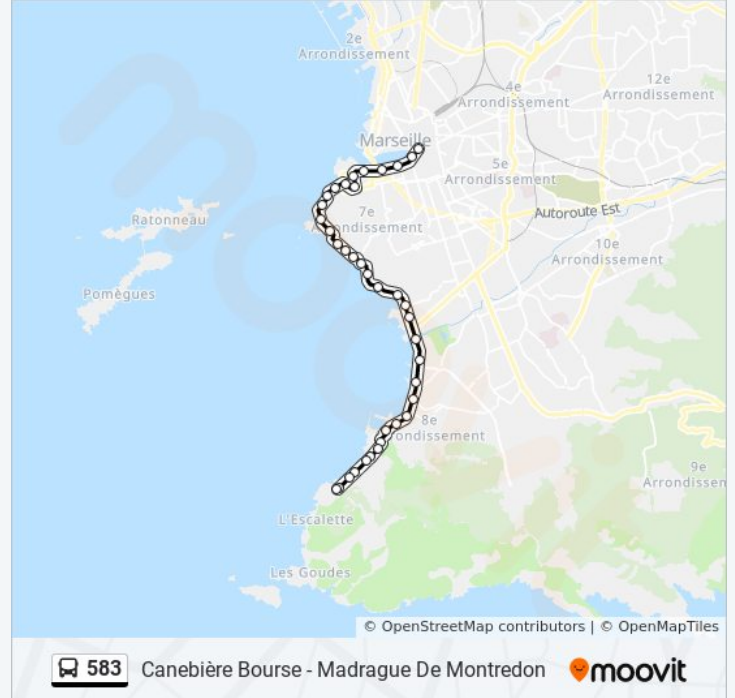 2e
Arrondissement
12e
Arrondissement
4e
Arrondissement
Marseille
5e
Arrondissement
7e
Arrondissement
Autoroute Est
Ratonneau
10e
Arrondissement
Pomègues
8e
Arrondissement
9e
Arrondissem
L'Escalette
Les Goudes
© OpenStreetMap contributors | © OpenMapTiles
583 Canebière Bourse - Madrague De Montredon moovit